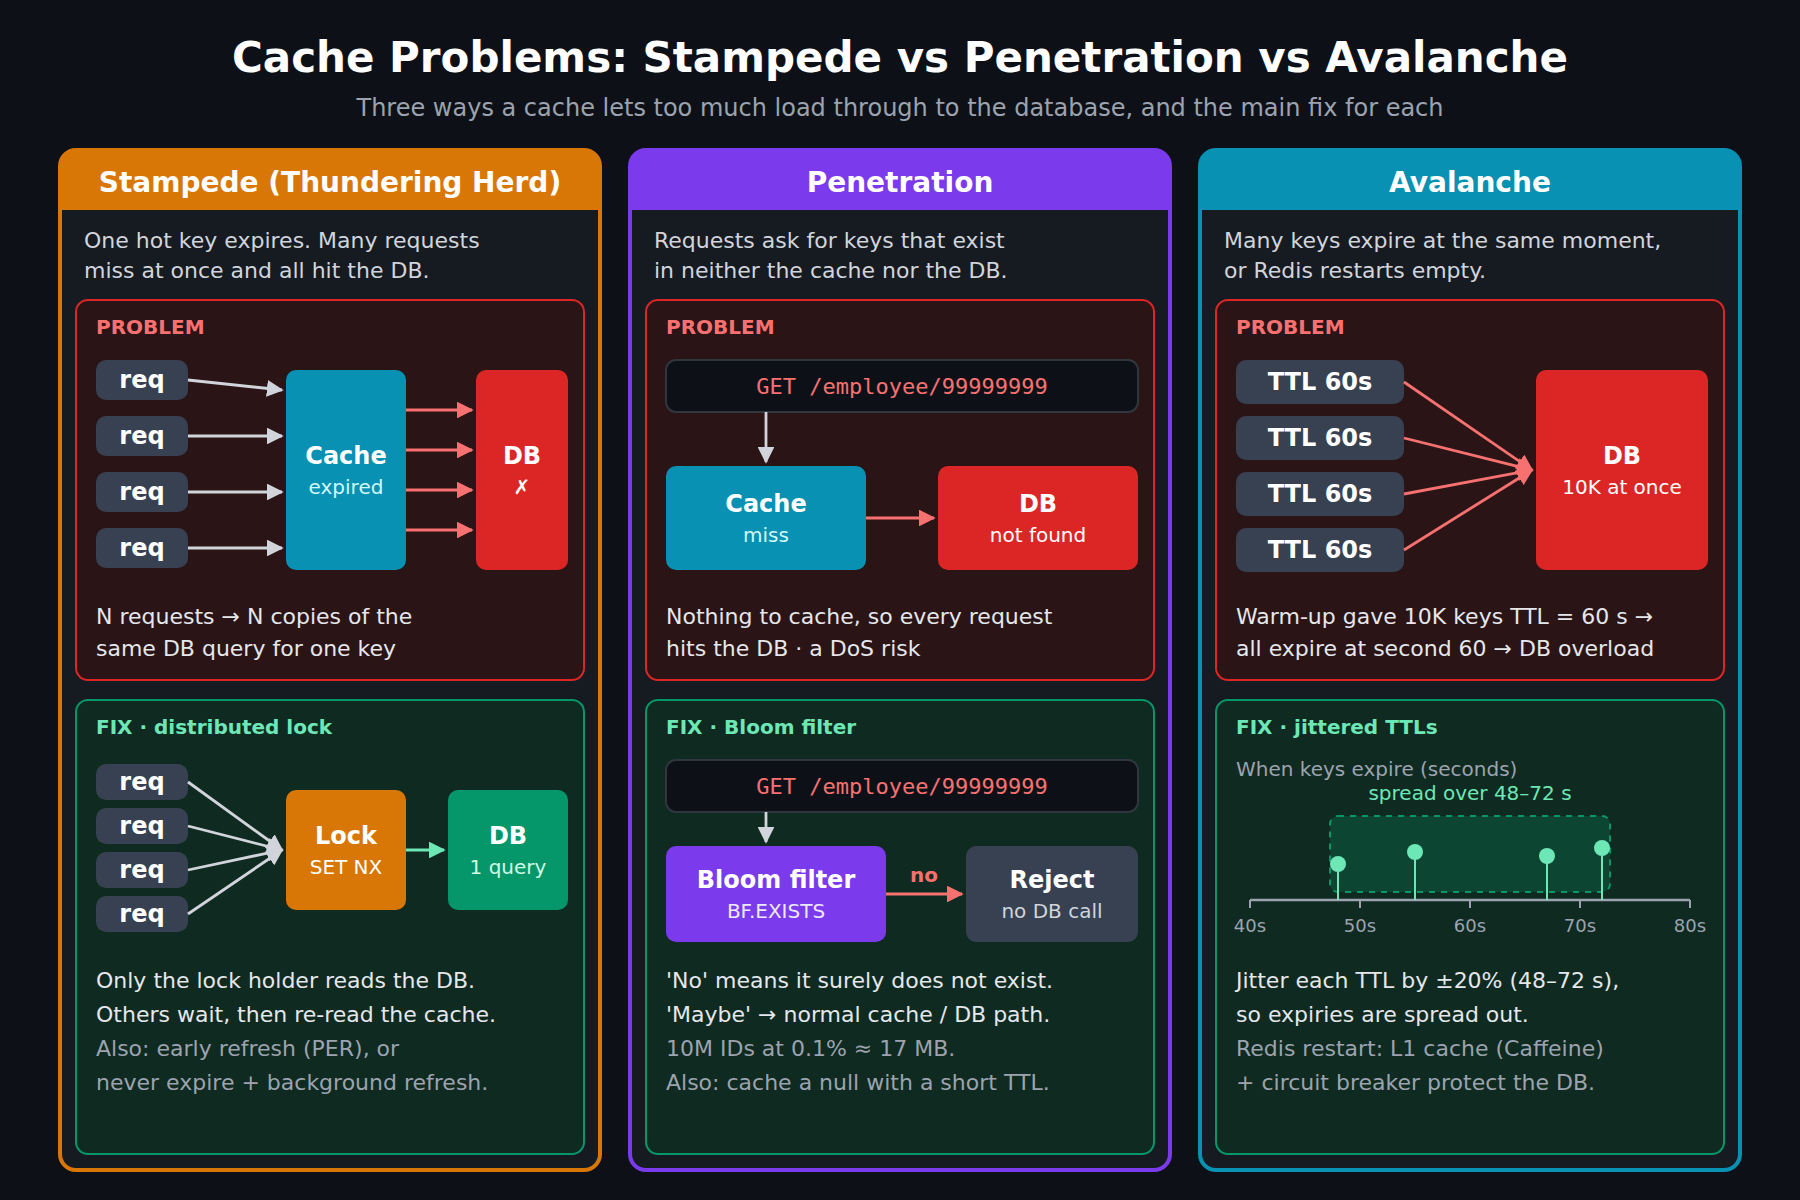 Cache Problems: Stampede vs Penetration vs Avalanche
Three ways a cache lets too much load through to the database, and the main fix for each
Stampede (Thundering Herd)
One hot key expires. Many requests
miss at once and all hit the DB.
PROBLEM
req
req
req
req
Cache
expired
DB
✗
N requests → N copies of the
same DB query for one key
FIX · distributed lock
req
req
req
req
Lock
SET NX
DB
1 query
Only the lock holder reads the DB.
Others wait, then re-read the cache.
Also: early refresh (PER), or
never expire + background refresh.
Penetration
Requests ask for keys that exist
in neither the cache nor the DB.
PROBLEM
GET /employee/99999999
Cache
miss
DB
not found
Nothing to cache, so every request
hits the DB · a DoS risk
FIX · Bloom filter
GET /employee/99999999
Bloom filter
BF.EXISTS
no
Reject
no DB call
'No' means it surely does not exist.
'Maybe' → normal cache / DB path.
10M IDs at 0.1% ≈ 17 MB.
Also: cache a null with a short TTL.
Avalanche
Many keys expire at the same moment,
or Redis restarts empty.
PROBLEM
TTL 60s
TTL 60s
TTL 60s
TTL 60s
DB
10K at once
Warm-up gave 10K keys TTL = 60 s →
all expire at second 60 → DB overload
FIX · jittered TTLs
When keys expire (seconds)
spread over 48–72 s
40s 50s 60s 70s 80s
Jitter each TTL by ±20% (48–72 s),
so expiries are spread out.
Redis restart: L1 cache (Caffeine)
+ circuit breaker protect the DB.